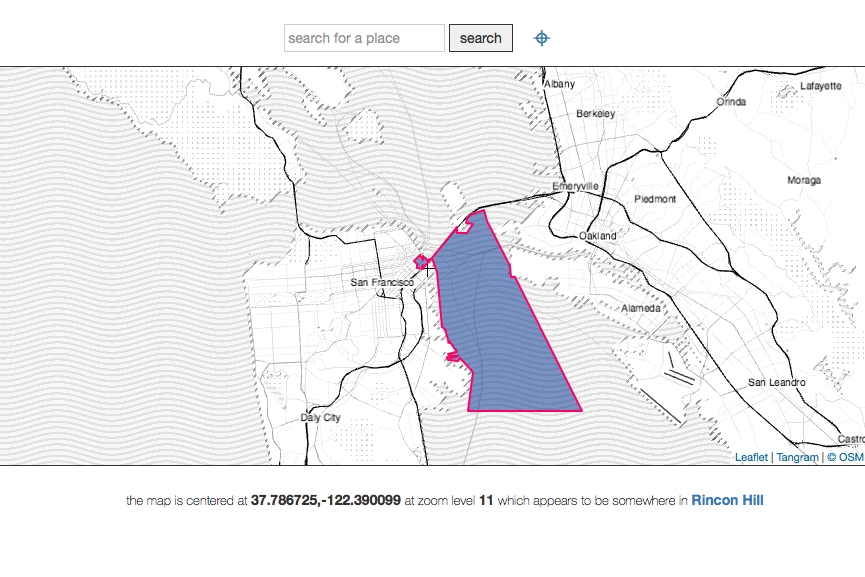 search for a place search
Albany
Lafayette
Orinda
Berkeley
Moraga
Emeryville
Piedmont
Oakland
San Francisco
Alameda
San Leandro
Daly City
Castro
Leaflet | Tangram | © OSM
the map is centered at 37.786725,-122.390099 at zoom level 11 which appears to be somewhere in Rincon Hill